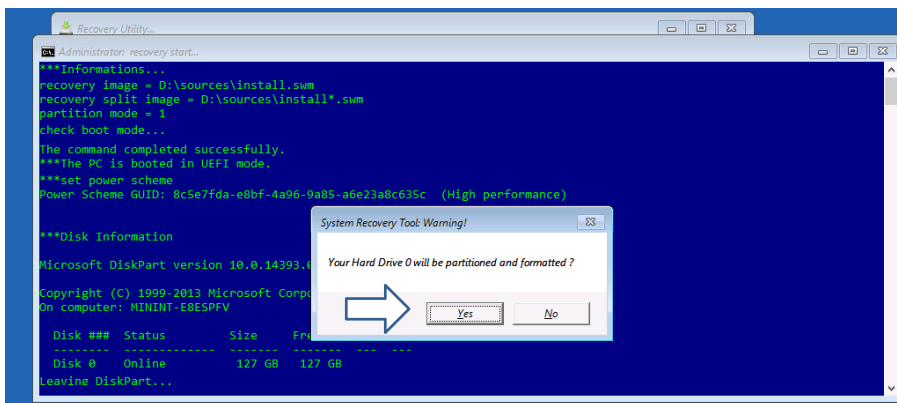 Recovery Utility...
Administrator: recovery start...
***Informations...
recovery image = D:\sources\install.swm
recovery split image = D:\sources\install*.swm
partition mode = 1
check boot mode...
The command completed successfully.
***The PC is booted in UEFI mode.
***set power scheme
Power Scheme GUID: 8c5e7fda-e8bf-4a96-9a85-a6e23a8c635c  (High performance)
***Disk Information
Microsoft DiskPart version 10.0.14393.
Copyright (C) 1999-2013 Microsoft Corpo
On computer: MININT-E8ESPFV
Disk ###  Status  Size  Fre
--------  -------------  -------  -------  ---  ---
Disk 0  Online  127 GB  127 GB
Leaving DiskPart...
System Recovery Tool: Warning!
Your Hard Drive 0 will be partitioned and formatted ?
Yes  No